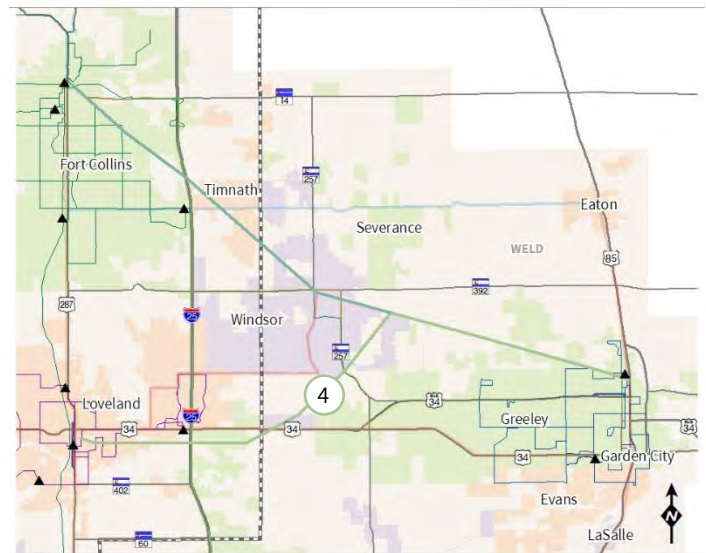 14
Fort Collins
Timnath
257
Severance
Eaton
WELD
85
287
392
25
Windsor
257
4
25
Loveland
34
34
34
Greeley
34
34
Garden City
402
Evans
60
N
LaSalle